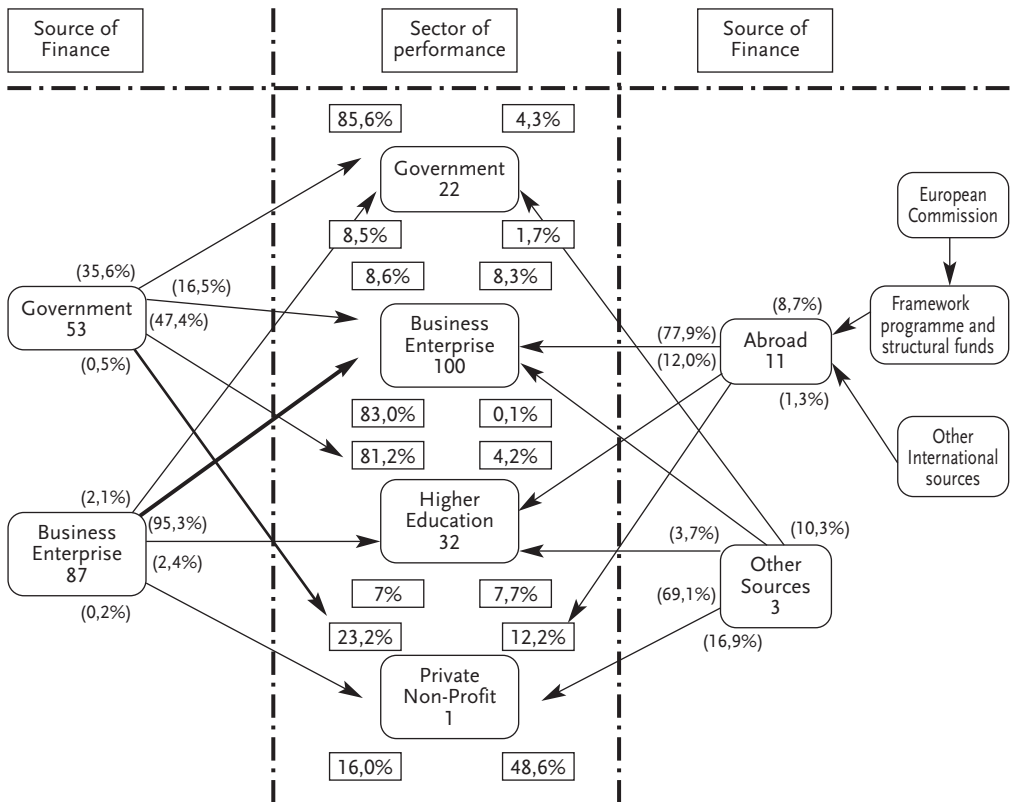 Source of
Finance
Sector of
performance
Source of
Finance
85,6%
4,3%
Government
22
European
Commission
8,5%
1,7%
(35,6%)
(16,5%)
8,6%
8,3%
Government
53
(47,4%)
(0,5%)
Business
Enterprise
100
(77,9%)
(12,0%)
(8,7%)
Abroad
11
(1,3%)
Framework
programme and
structural funds
83,0%
0,1%
81,2%
4,2%
Other
International
sources
(2,1%)
(95,3%)
Business
Enterprise
87
(2,4%)
(0,2%)
Higher
Education
32
(3,7%)
(10,3%)
Other
Sources
3
(69,1%)
(16,9%)
7%
7,7%
23,2%
12,2%
Private
Non-Profit
1
16,0%
48,6%